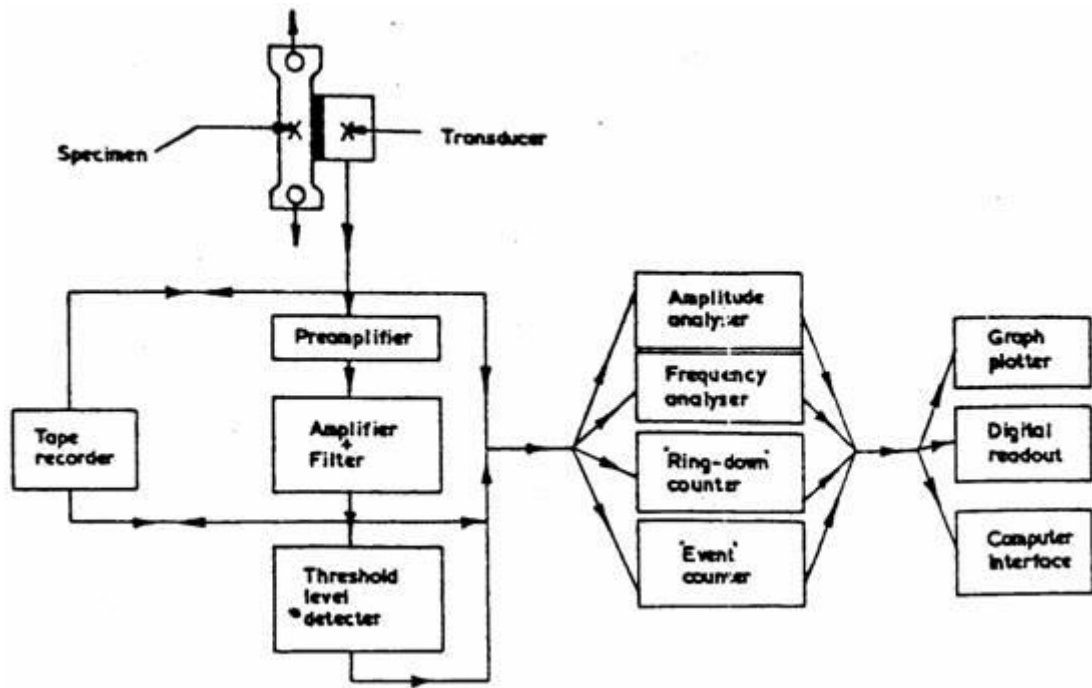 Specimen
Transducer
Preamplifier
Amplifier
+
Filter
Tape
recorder
Threshold
level
detecter
Amplitude
analyser
Frequency
analyser
"Ring-down"
counter
"Event"
counter
Graph
plotter
Digital
readout
Computer
interface